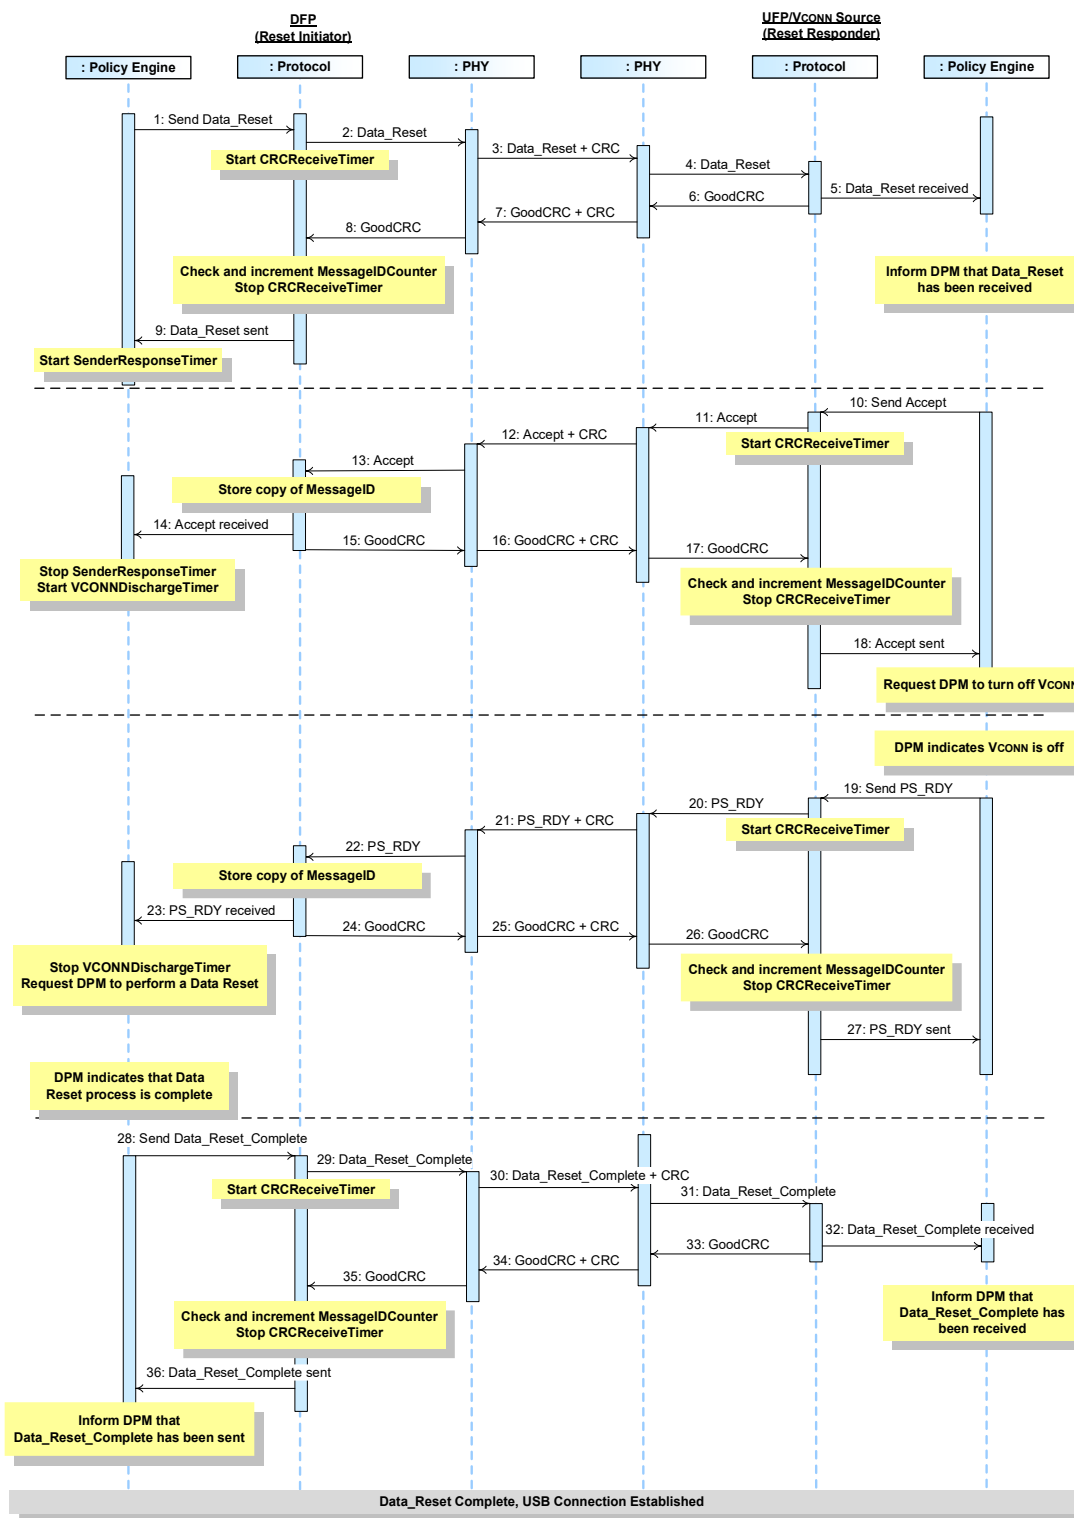 DFP
(Reset Initiator)
UFP/VCONN Source
(Reset Responder)
: Policy Engine
: Protocol
: PHY
: PHY
: Protocol
: Policy Engine
1: Send Data_Reset
2: Data_Reset
Start CRCReceiveTimer
3: Data_Reset + CRC
4: Data_Reset
5: Data_Reset received
6: GoodCRC
7: GoodCRC + CRC
8: GoodCRC
Check and increment MessageIDCounter
Stop CRCReceiveTimer
Inform DPM that Data_Reset
has been received
9: Data_Reset sent
Start SenderResponseTimer
10: Send Accept
11: Accept
Start CRCReceiveTimer
12: Accept + CRC
13: Accept
Store copy of MessageID
14: Accept received
15: GoodCRC
16: GoodCRC + CRC
17: GoodCRC
Stop SenderResponseTimer
Start VCONNDischargeTimer
Check and increment MessageIDCounter
Stop CRCReceiveTimer
18: Accept sent
Request DPM to turn off VCONN
DPM indicates VCONN is off
19: Send PS_RDY
20: PS_RDY
Start CRCReceiveTimer
21: PS_RDY + CRC
22: PS_RDY
Store copy of MessageID
23: PS_RDY received
24: GoodCRC
25: GoodCRC + CRC
26: GoodCRC
Stop VCONNDischargeTimer
Request DPM to perform a Data Reset
Check and increment MessageIDCounter
Stop CRCReceiveTimer
27: PS_RDY sent
DPM indicates that Data
Reset process is complete
28: Send Data_Reset_Complete
29: Data_Reset_Complete
Start CRCReceiveTimer
30: Data_Reset_Complete + CRC
31: Data_Reset_Complete
32: Data_Reset_Complete received
33: GoodCRC
34: GoodCRC + CRC
35: GoodCRC
Check and increment MessageIDCounter
Stop CRCReceiveTimer
Inform DPM that
Data_Reset_Complete has
been received
36: Data_Reset_Complete sent
Inform DPM that
Data_Reset_Complete has been sent
Data_Reset Complete, USB Connection Established